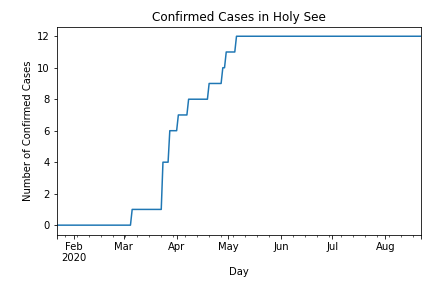 Confirmed Cases in Holy See
Number of Confirmed Cases
12
10
8
6
4
2
0
Feb Mar Apr May Jun Jul Aug
2020
Day